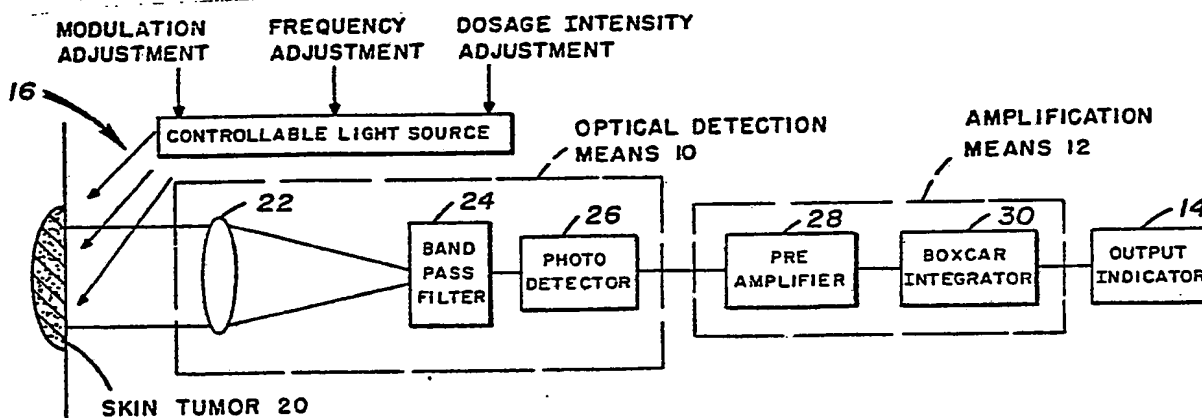 MODULATION
ADJUSTMENT
FREQUENCY
ADJUSTMENT
DOSAGE INTENSITY
ADJUSTMENT
16
CONTROLLABLE LIGHT SOURCE
OPTICAL DETECTION
MEANS 10
AMPLIFICATION
MEANS 12
22
24
26
28
30
14
BAND
PASS
FILTER
PHOTO
DETECTOR
PRE
AMPLIFIER
BOXCAR
INTEGRATOR
OUTPUT
INDICATOR
SKIN TUMOR 20